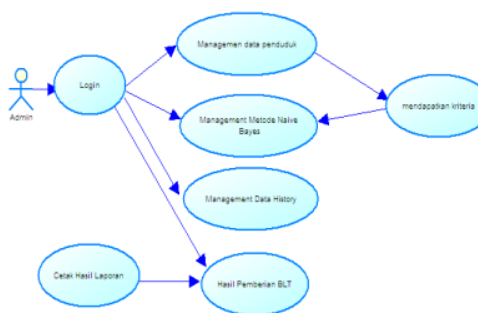 Managemen data penduduk
Login
Admin
mendapatkan kriteria
Management Metode Naive
Bayes
Management Data History
Cetak Hasil Laporan
Hasil Pemberian BLT